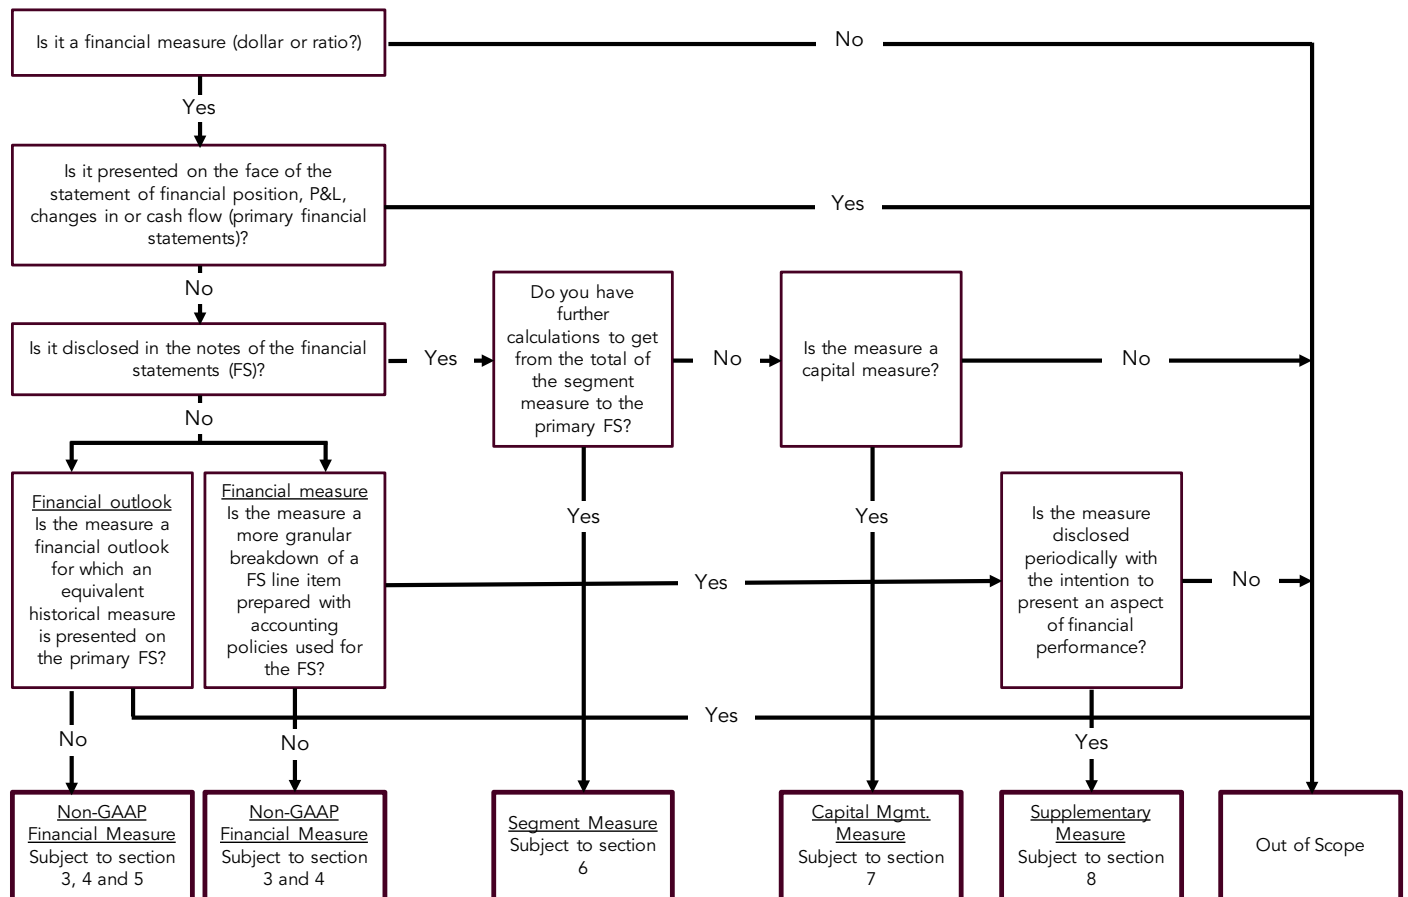 Is it a financial measure (dollar or ratio?)
No
Yes
Is it presented on the face of the
statement of financial position, P&L,
changes in or cash flow (primary financial
statements)?
Yes
No
Is it disclosed in the notes of the financial
statements (FS)?
Yes
Do you have
further
calculations to get
from the total of
the segment
measure to the
primary FS?
No
Is the measure a
capital measure?
No
No
Financial outlook
Is the measure a
financial outlook
for which an
equivalent
historical measure
is presented on
the primary FS?
Financial measure
Is the measure a
more granular
breakdown of a
FS line item
prepared with
accounting
policies used for
the FS?
Yes
Yes
Yes
Is the measure
disclosed
periodically with
the intention to
present an aspect
of financial
performance?
No
Yes
No
No
Yes
Non-GAAP
Financial Measure
Subject to section
3, 4 and 5
Non-GAAP
Financial Measure
Subject to section
3 and 4
Segment Measure
Subject to section
6
Capital Mgmt.
Measure
Subject to section
7
Supplementary
Measure
Subject to section
8
Out of Scope